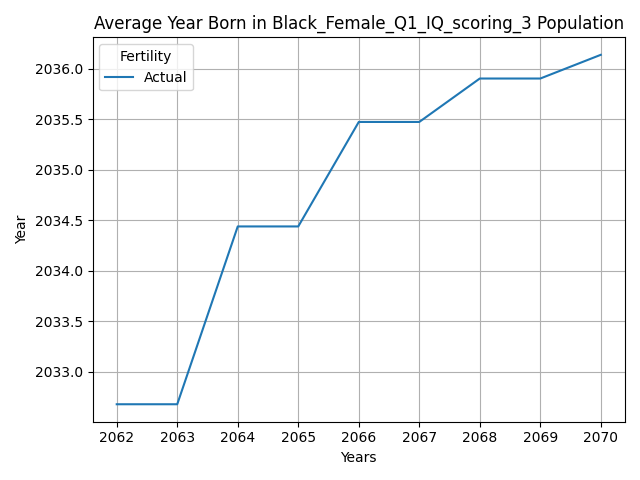 Average Year Born in Black_Female_Q1_IQ_scoring_3 Population
Fertility
Actual
2036.0
2035.5
2035.0
2034.5
2034.0
2033.5
2033.0
Year
2062 2063 2064 2065 2066 2067 2068 2069 2070
Years